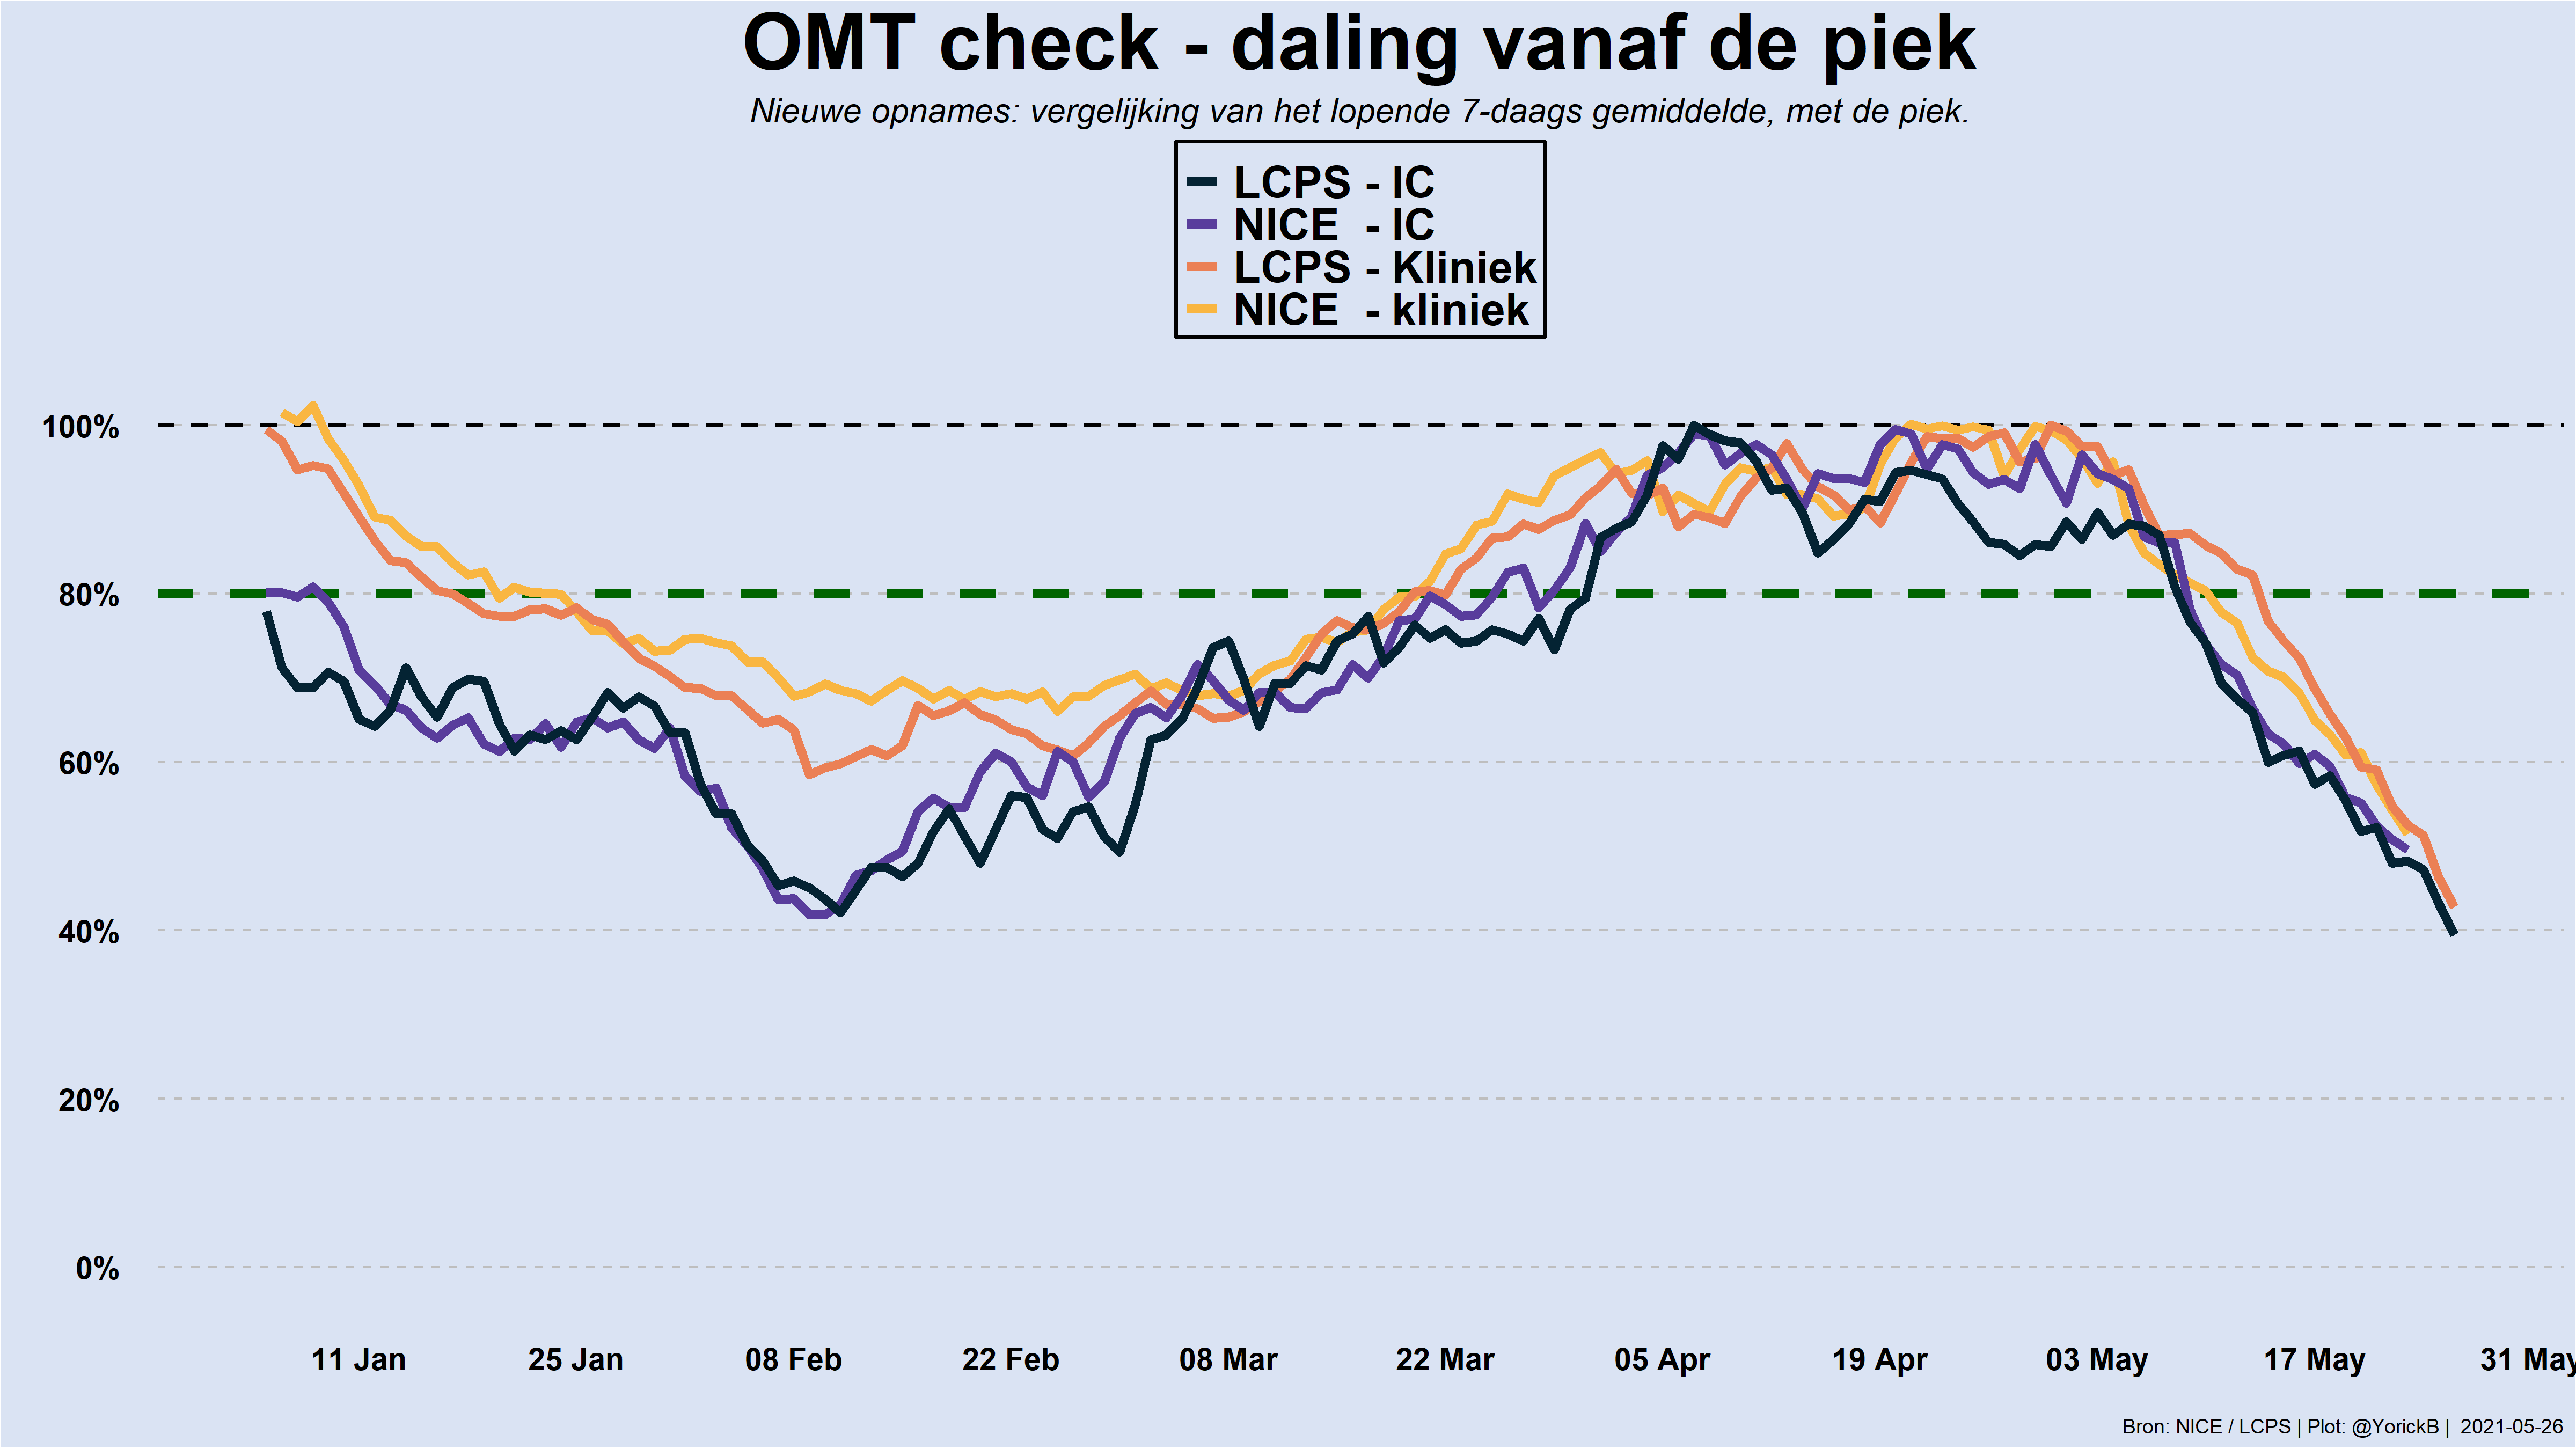 OMT check - daling vanaf de piek
Nieuwe opnames: vergelijking van het lopende 7-daags gemiddelde, met de piek.
LCPS - IC
NICE - IC
LCPS - Kliniek
NICE - kliniek
100%
80%
60%
40%
20%
0%
11 Jan 25 Jan 08 Feb 22 Feb 08 Mar 22 Mar 05 Apr 19 Apr 03 May 17 May 31 May
Bron: NICE / LCPS | Plot: @YorickB | 2021-05-26